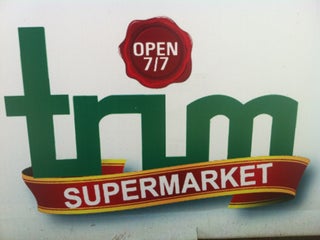 OPEN
7/7
trim
SUPERMARKET